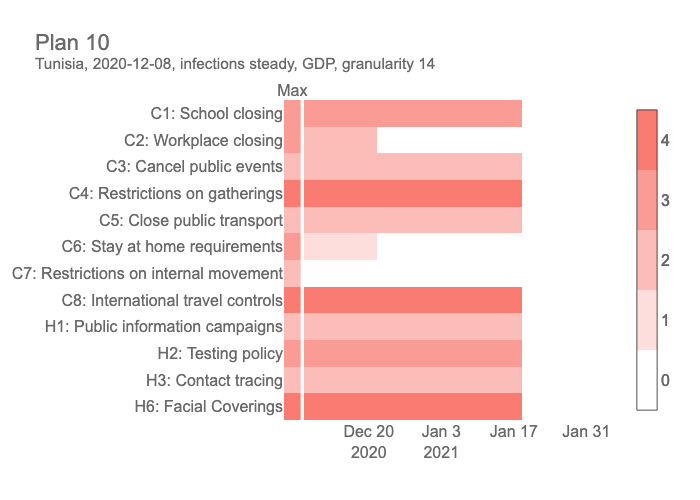 Plan 10
Tunisia, 2020-12-08, infections steady, GDP, granularity 14
Max
C1: School closing
C2: Workplace closing
C3: Cancel public events
C4: Restrictions on gatherings
C5: Close public transport
C6: Stay at home requirements
C7: Restrictions on internal movement
C8: International travel controls
H1: Public information campaigns
H2: Testing policy
H3: Contact tracing
H6: Facial Coverings
Dec 20 Jan 3 Jan 17 Jan 31
2020 2021
4
3
2
1
0